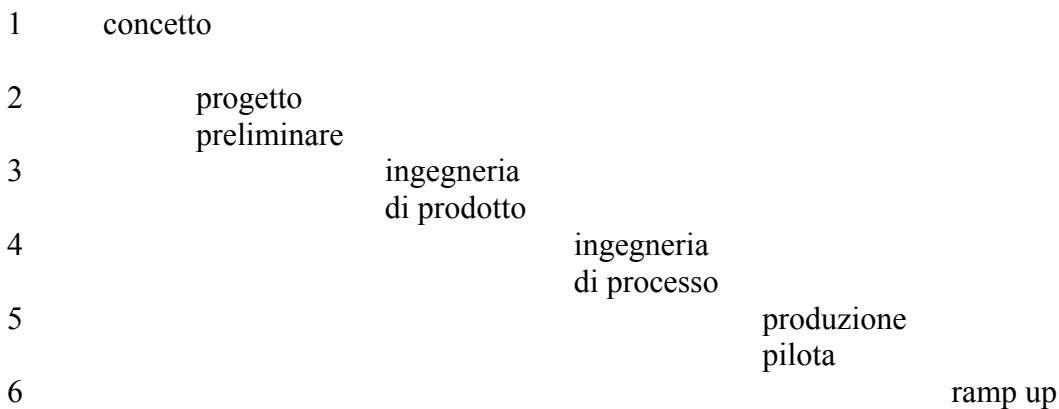 1 concetto
2 progetto
preliminare
3 ingegneria
di prodotto
4 ingegneria
di processo
5 produzione
pilota
6 ramp up